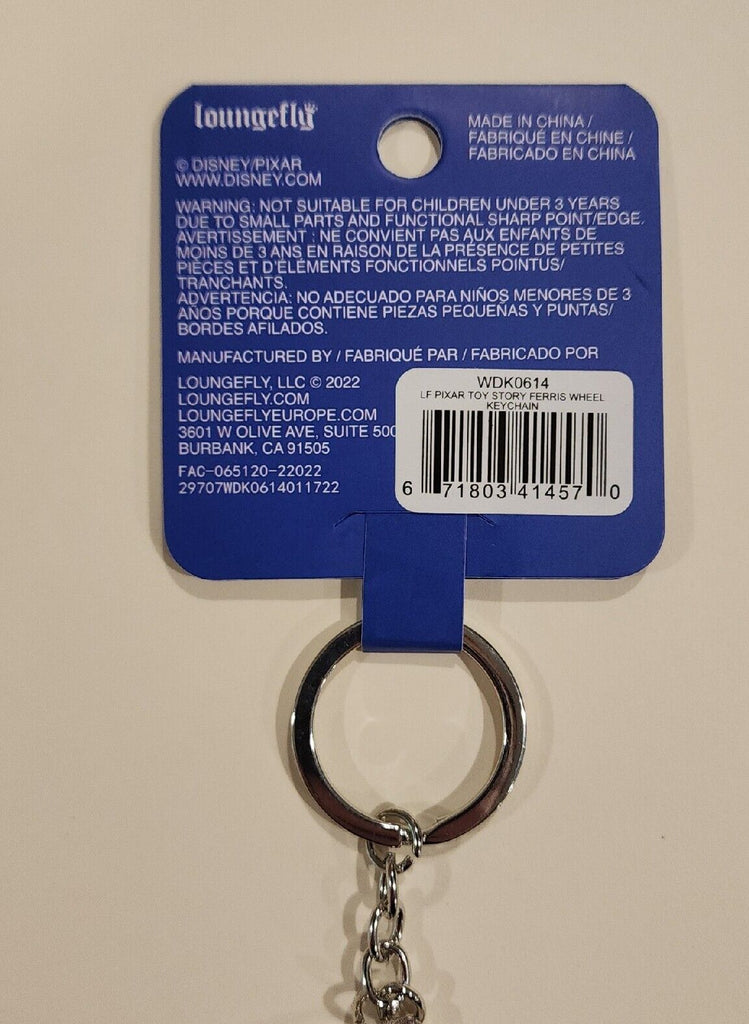 loungefly
MADE IN CHINA /
FABRIQUÉ EN CHINE /
FABRICADO EN CHINA
© DISNEY/PIXAR
WWW.DISNEY.COM
WARNING: NOT SUITABLE FOR CHILDREN UNDER 3 YEARS
DUE TO SMALL PARTS AND FUNCTIONAL SHARP POINT/EDGE.
AVERTISSEMENT : NE CONVIENT PAS AUX ENFANTS DE
MOINS DE 3 ANS EN RAISON DE LA PRÉSENCE DE PETITES
PIÈCES ET D'ÉLÉMENTS FONCTIONNELS POINTUS/
TRANCHANTS.
ADVERTENCIA: NO ADECUADO PARA NIÑOS MENORES DE 3
AÑOS PORQUE CONTIENE PIEZAS PEQUEÑAS Y PUNTAS/
BORDES AFILADOS.
MANUFACTURED BY / FABRIQUÉ PAR / FABRICADO POR
LOUNGEFLY, LLC © 2022
LOUNGEFLY.COM
LOUNGEFLYEUROPE.COM
3601 W OLIVE AVE, SUITE 500
BURBANK, CA 91505
FAC-065120-22022
29707WDK0614011722
WDK0614
LF PIXAR TOY STORY FERRIS WHEEL
KEYCHAIN
6 71803 41457 0